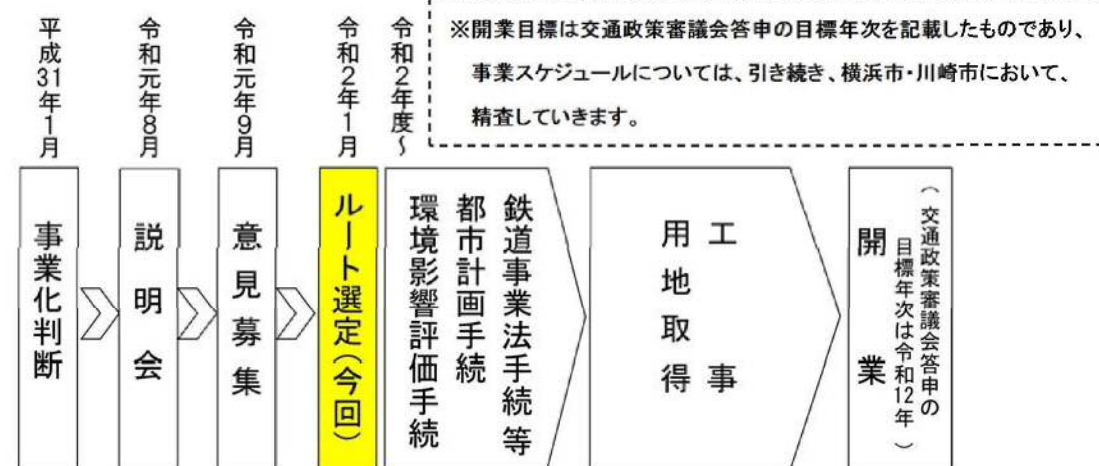 ※開業目標は交通政策審議会答申の目標年次を記載したものであり、
事業スケジュールについては、引き続き、横浜市・川崎市において、
精査していきます。
平成31年1月
事業化判断
令和元年8月
説明会
令和元年9月
意見募集
令和2年1月
ルート選定(今回)
令和2年度~
環境影響評価手続
都市計画手続
鉄道事業法手続等
用地取得
工事
開業
(交通政策審議会答申の
目標年次は令和12年)